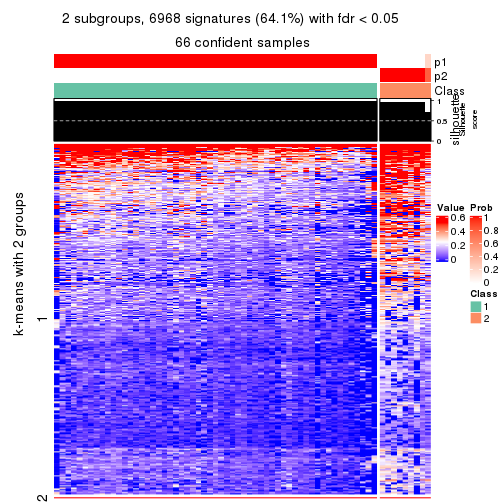 2 subgroups, 6968 signatures (64.1%) with fdr < 0.05
66 confident samples
p1
p2
Class
silhouette
Silhouette
score
1
0.5
0
k-means with 2 groups
1
2
Value
0.6
0.4
0.2
0
Prob
1
0.8
0.6
0.4
0.2
0
Class
1
2